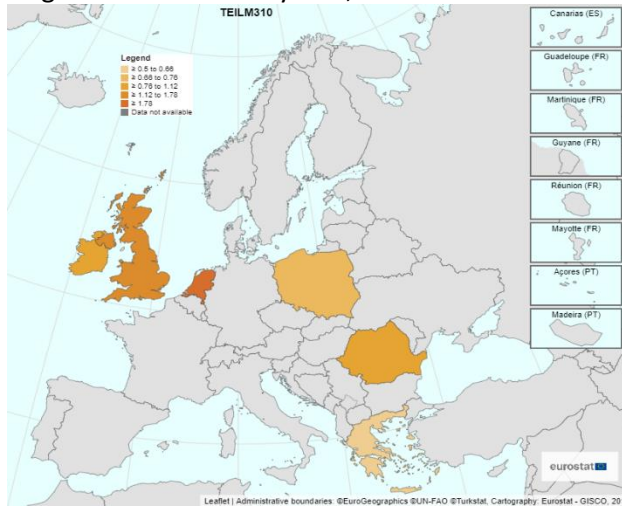 TEILM310
Legend
≥ 0.5 to 0.66
≥ 0.66 to 0.76
≥ 0.76 to 1.12
≥ 1.12 to 1.78
≥ 1.78
Data not available
Canarias (ES)
Guadeloupe (FR)
Martinique (FR)
Guyane (FR)
Réunion (FR)
Mayotte (FR)
Açores (PT)
Madeira (PT)
eurostat
Leaflet | Administrative boundaries: ©EuroGeographics ©UN-FAO ©Turkstat, Cartography: Eurostat - GISCO, 20